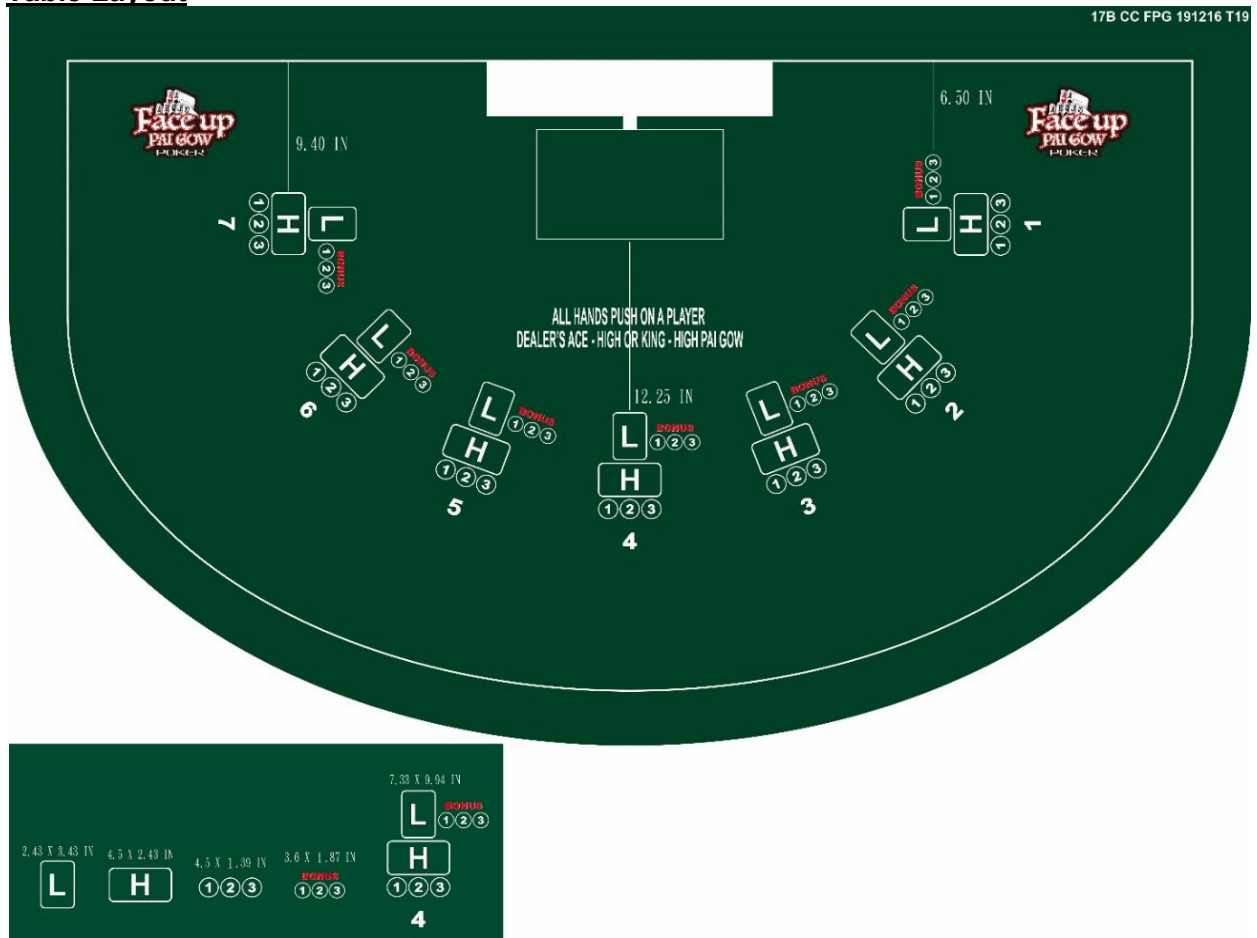 Table Layout
17B CC FPG 191216 T19
Face up
PAI GOW
POKER
9.40 IN
6.50 IN
Face up
PAI GOW
POKER
7
1 2 3
H
L
1 2 3
BONUS
BONUS
1 2 3
L
H
1 2 3
1
ALL HANDS PUSH ON A PLAYER
DEALER'S ACE - HIGH OR KING - HIGH PAI GOW
L
BONUS
1 2 3
H
1 2 3
6
L
BONUS
1 2 3
H
1 2 3
2
L
BONUS
1 2 3
H
1 2 3
5
12.25 IN
L
BONUS
1 2 3
H
1 2 3
4
L
BONUS
1 2 3
H
1 2 3
3
2.43 X 3.43 IN
L
4.5 X 2.43 IN
H
4.5 X 1.39 IN
1 2 3
3.6 X 1.87 IN
BONUS
1 2 3
7.33 X 9.94 IN
L
BONUS
1 2 3
H
1 2 3
4